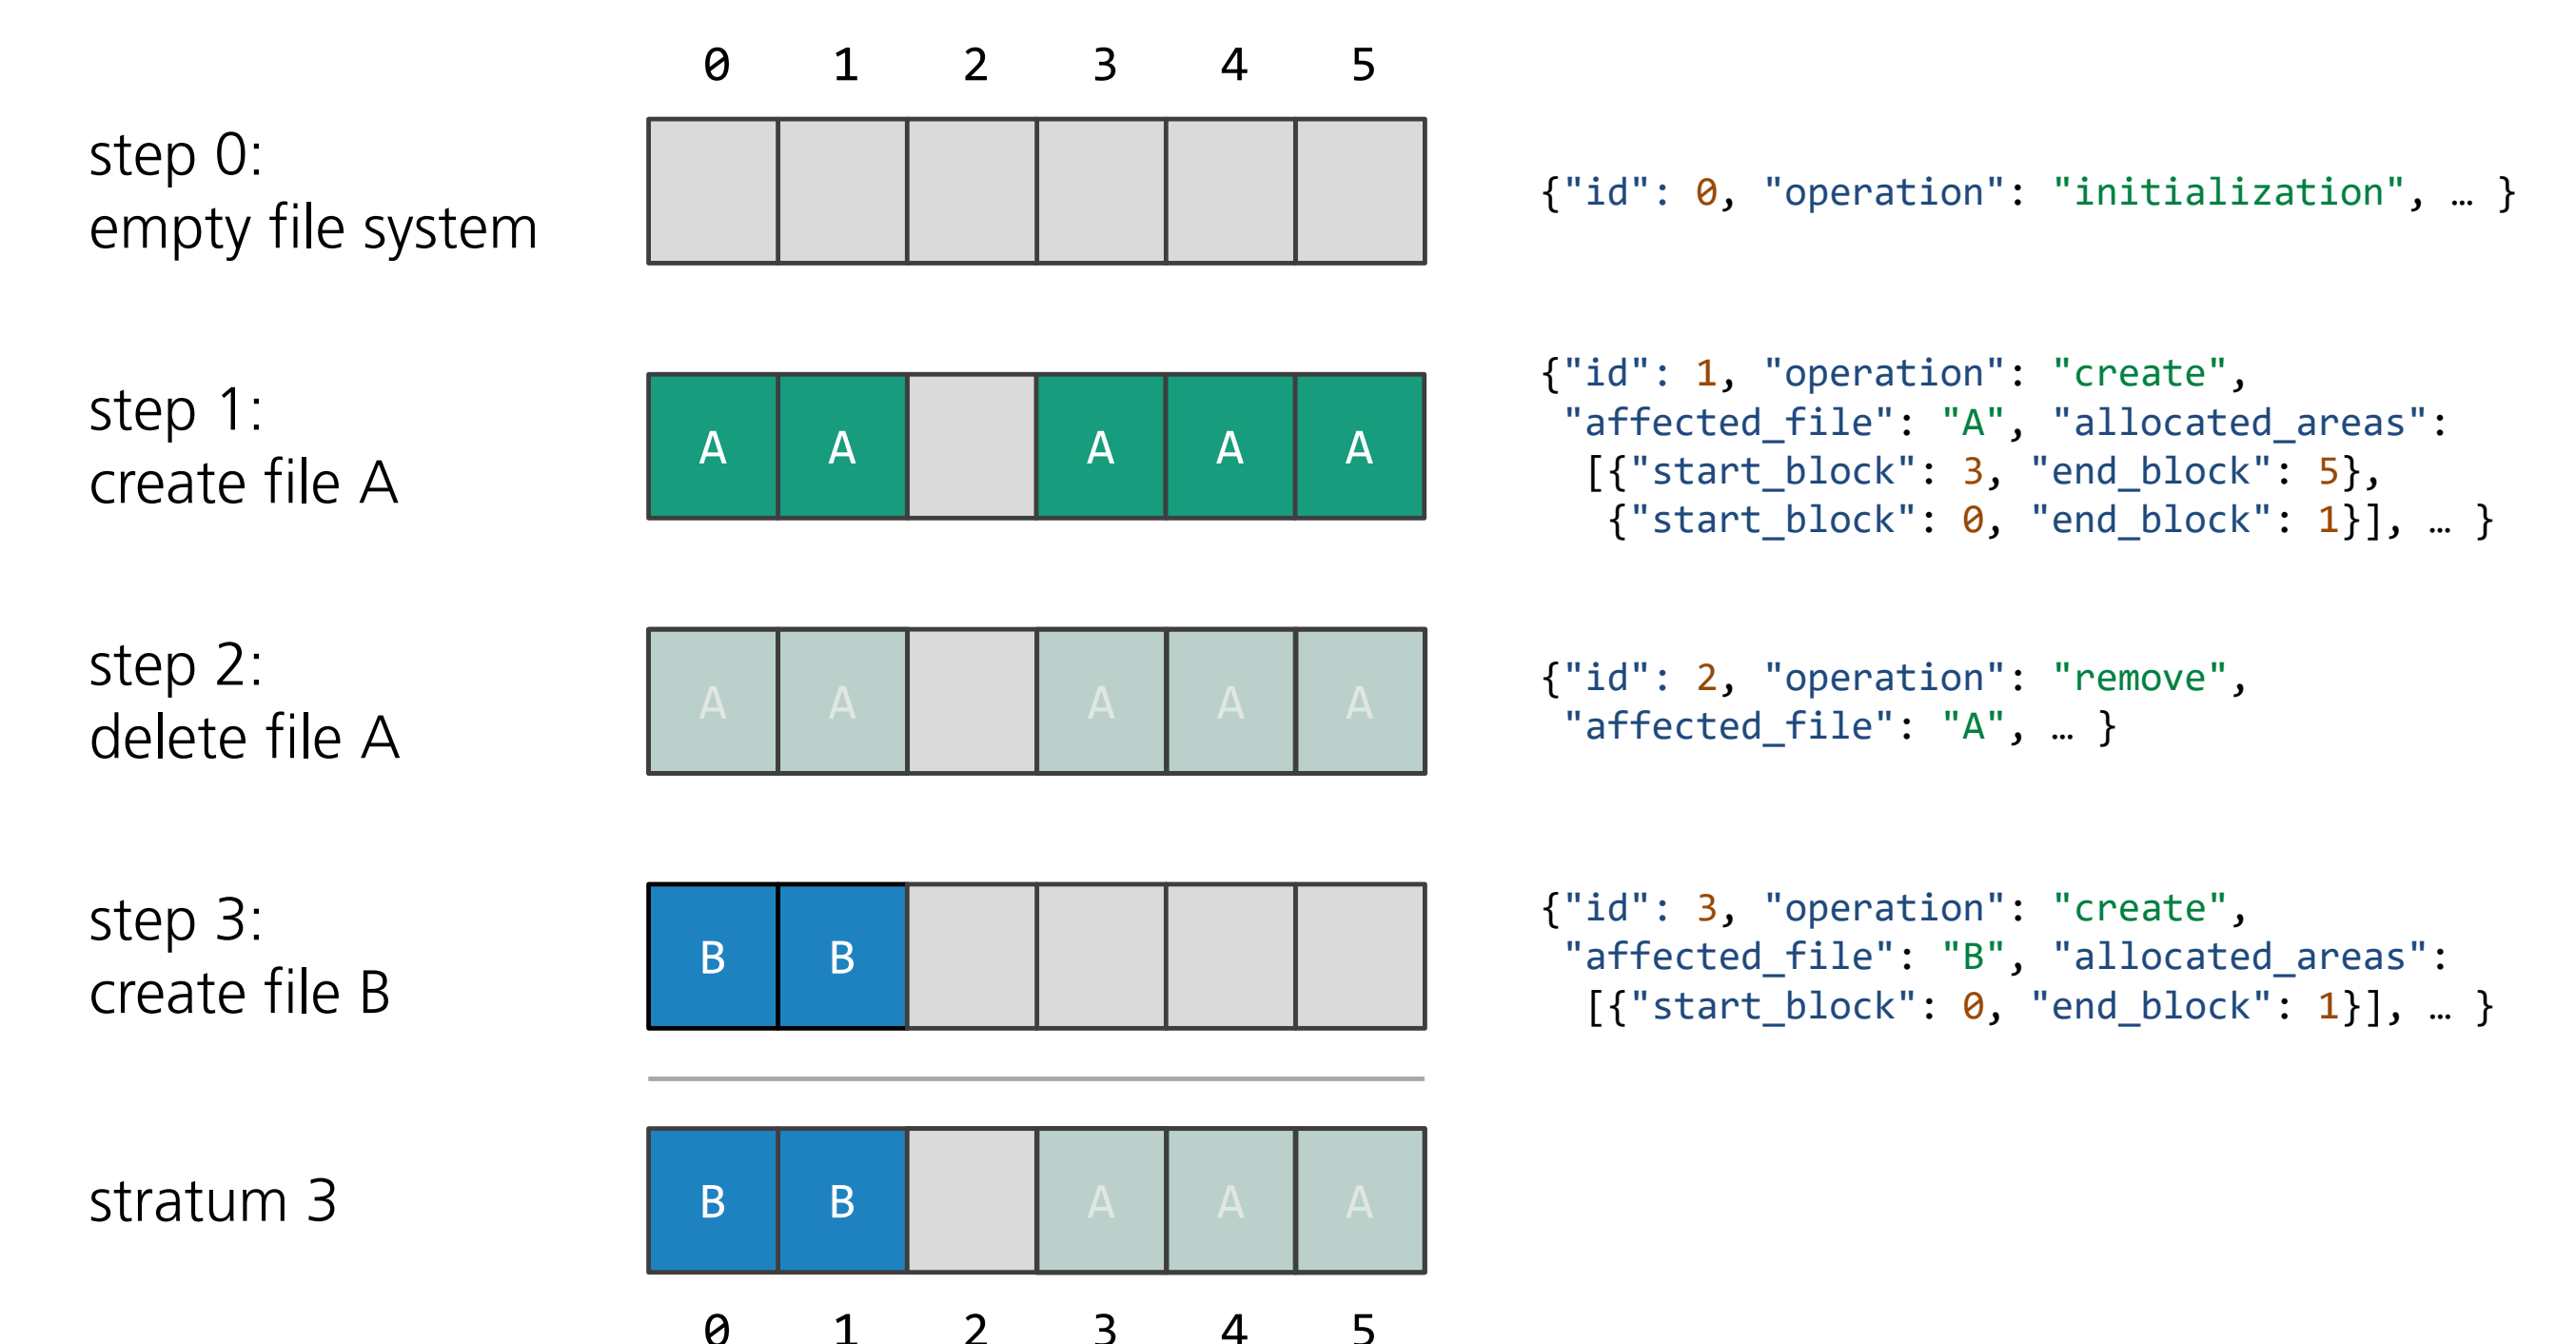 0 1 2 3 4 5
step 0:
empty file system
{"id": 0, "operation": "initialization", … }
step 1:
create file A
A A A A A
{"id": 1, "operation": "create",
"affected_file": "A", "allocated_areas":
[{"start_block": 3, "end_block": 5},
{"start_block": 0, "end_block": 1}], … }
step 2:
delete file A
A A A A A
{"id": 2, "operation": "remove",
"affected_file": "A", … }
step 3:
create file B
B B
{"id": 3, "operation": "create",
"affected_file": "B", "allocated_areas":
[{"start_block": 0, "end_block": 1}], … }
stratum 3
B B A A A
0 1 2 3 4 5